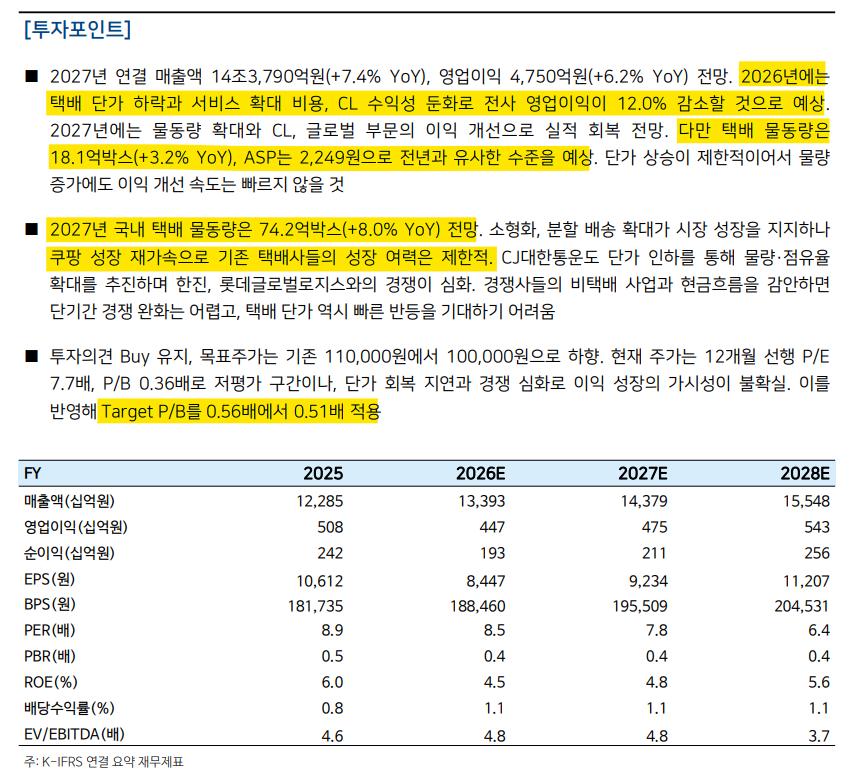 [투자포인트]
■ 2027년 연결 매출액 14조3,790억원(+7.4% YoY), 영업이익 4,750억원(+6.2% YoY) 전망. 2026년에는
택배 단가 하락과 서비스 확대 비용, CL 수익성 둔화로 전사 영업이익이 12.0% 감소할 것으로 예상.
2027년에는 물동량 확대와 CL, 글로벌 부문의 이익 개선으로 실적 회복 전망. 다만 택배 물동량은
18.1억박스(+3.2% YoY), ASP는 2,249원으로 전년과 유사한 수준을 예상. 단가 상승이 제한적이어서 물량
증가에도 이익 개선 속도는 빠르지 않을 것
■ 2027년 국내 택배 물동량은 74.2억박스(+8.0% YoY) 전망. 소형화, 분할 배송 확대가 시장 성장을 지지하나
쿠팡 성장 재가속으로 기존 택배사들의 성장 여력은 제한적. CJ대한통운도 단가 인하를 통해 물량·점유율
확대를 추진하며 한진, 롯데글로벌로지스와의 경쟁이 심화. 경쟁사들의 비택배 사업과 현금흐름을 감안하면
단기간 경쟁 완화는 어렵고, 택배 단가 역시 빠른 반등을 기대하기 어려움
■ 투자의견 Buy 유지, 목표주가는 기존 110,000원에서 100,000원으로 하향. 현재 주가는 12개월 선행 P/E
7.7배, P/B 0.36배로 저평가 구간이나, 단가 회복 지연과 경쟁 심화로 이익 성장의 가시성이 불확실. 이를
반영해 Target P/B를 0.56배에서 0.51배 적용
FY 2025 2026E 2027E 2028E
매출액(십억원) 12,285 13,393 14,379 15,548
영업이익(십억원) 508 447 475 543
순이익(십억원) 242 193 211 256
EPS(원) 10,612 8,447 9,234 11,207
BPS(원) 181,735 188,460 195,509 204,531
PER(배) 8.9 8.5 7.8 6.4
PBR(배) 0.5 0.4 0.4 0.4
ROE(%) 6.0 4.5 4.8 5.6
배당수익률(%) 0.8 1.1 1.1 1.1
EV/EBITDA(배) 4.6 4.8 4.8 3.7
주: K-IFRS 연결 요약 재무제표